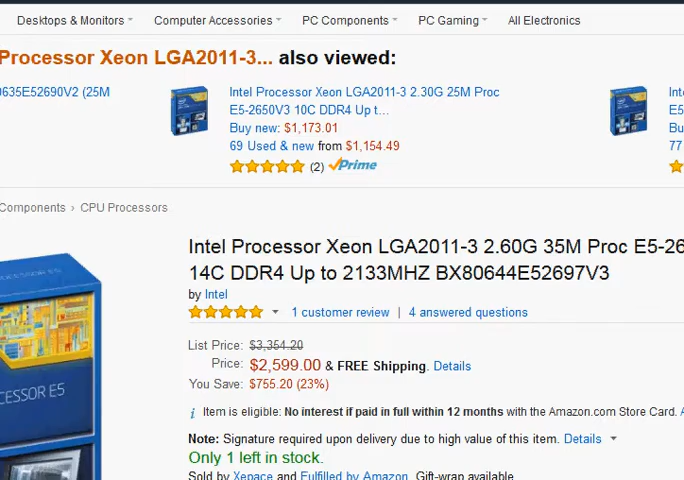 Desktops & Monitors Computer Accessories PC Components PC Gaming All Electronics
Processor Xeon LGA2011-3... also viewed:
0635E52690V2 (25M
Intel Processor Xeon LGA2011-3 2.30G 25M Proc
E5-2650V3 10C DDR4 Up t...
Buy new: $1,173.01
69 Used & new from $1,154.49
(2) Prime
Int
E5
Bu
77
Components › CPU Processors
Intel Processor Xeon LGA2011-3 2.60G 35M Proc E5-26
14C DDR4 Up to 2133MHZ BX80644E52697V3
by Intel
1 customer review | 4 answered questions
List Price: $3,354.20
Price: $2,599.00 & FREE Shipping. Details
You Save: $755.20 (23%)
i Item is eligible: No interest if paid in full within 12 months with the Amazon.com Store Card.
Note: Signature required upon delivery due to high value of this item. Details
Only 1 left in stock.
Sold by Xepace and Fulfilled by Amazon. Gift-wrap available.
PROCESSOR E5
CESSOR E5